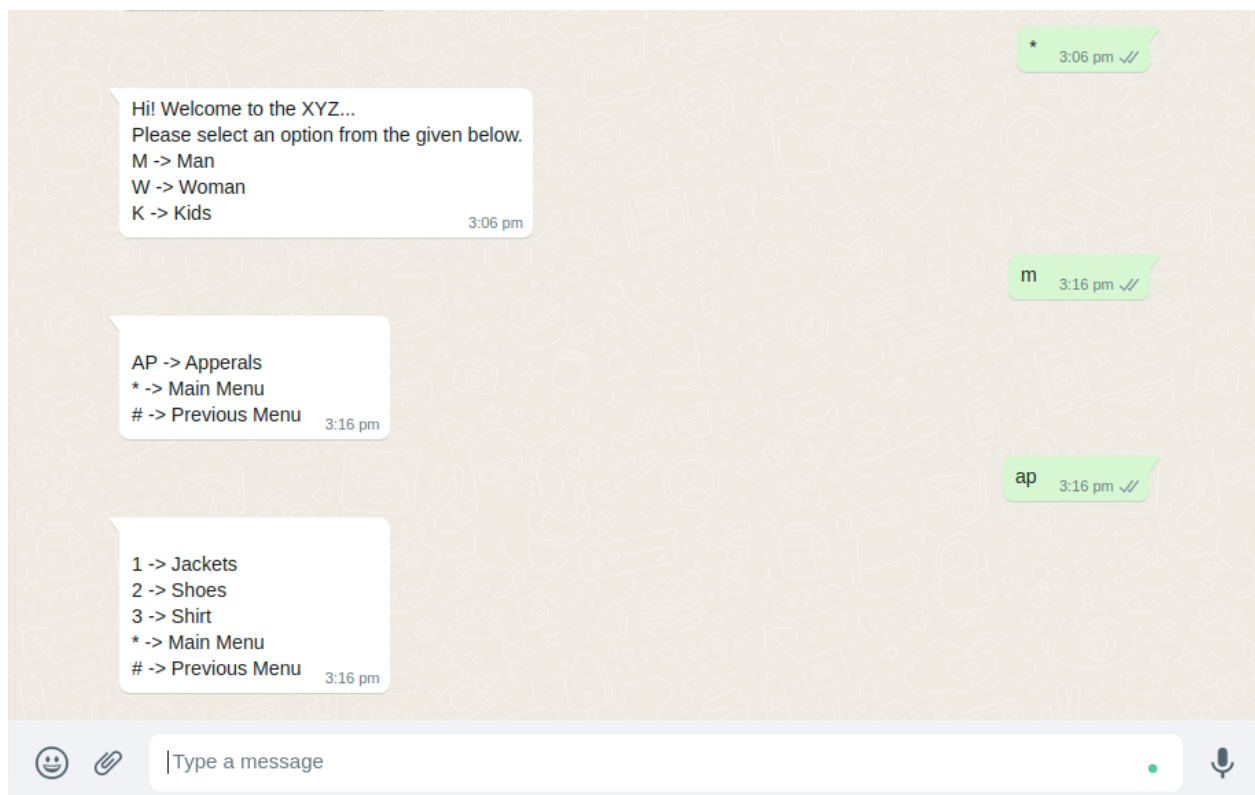 *
3:06 pm
Hi! Welcome to the XYZ...
Please select an option from the given below.
M -> Man
W -> Woman
K -> Kids
3:06 pm
m
3:16 pm
AP -> Apperals
* -> Main Menu
# -> Previous Menu
3:16 pm
ap
3:16 pm
1 -> Jackets
2 -> Shoes
3 -> Shirt
* -> Main Menu
# -> Previous Menu
3:16 pm
Type a message